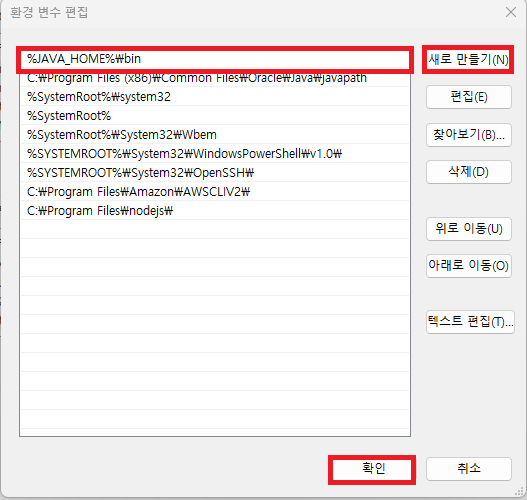 환경 변수 편집
%JAVA_HOME%₩bin
새로 만들기(N)
C:₩Program Files (x86)₩Common Files₩Oracle₩Java₩javapath
편집(E)
%SystemRoot%₩system32
%SystemRoot%
찾아보기(B)...
%SystemRoot%₩System32₩Wbem
%SYSTEMROOT%₩System32₩WindowsPowerShell₩v1.0₩
삭제(D)
%SYSTEMROOT%₩System32₩OpenSSH₩
C:₩Program Files₩Amazon₩AWSCLIV2₩
C:₩Program Files₩nodejs₩
위로 이동(U)
아래로 이동(O)
텍스트 편집(T)...
확인
취소